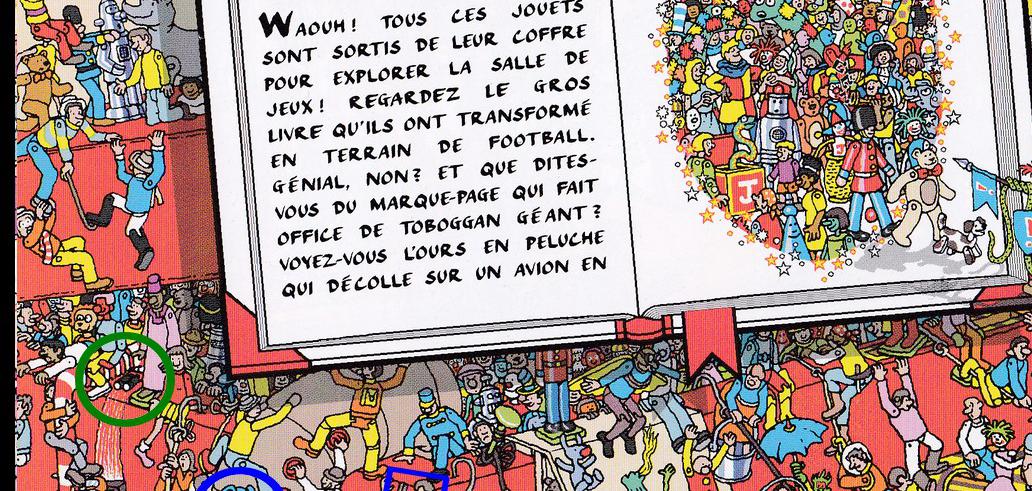 WAOUH! TOUS CES JOUETS
SONT SORTIS DE LEUR COFFRE
POUR EXPLORER LA SALLE DE
JEUX! REGARDEZ LE GROS
LIVRE QU'ILS ONT TRANSFORMÉ
EN TERRAIN DE FOOTBALL.
GÉNIAL, NON? ET QUE DITES-
VOUS DU MARQUE-PAGE QUI FAIT
OFFICE DE TOBOGGAN GÉANT?
VOYEZ-VOUS L'OURS EN PELUCHE
QUI DÉCOLLE SUR UN AVION EN
J
M